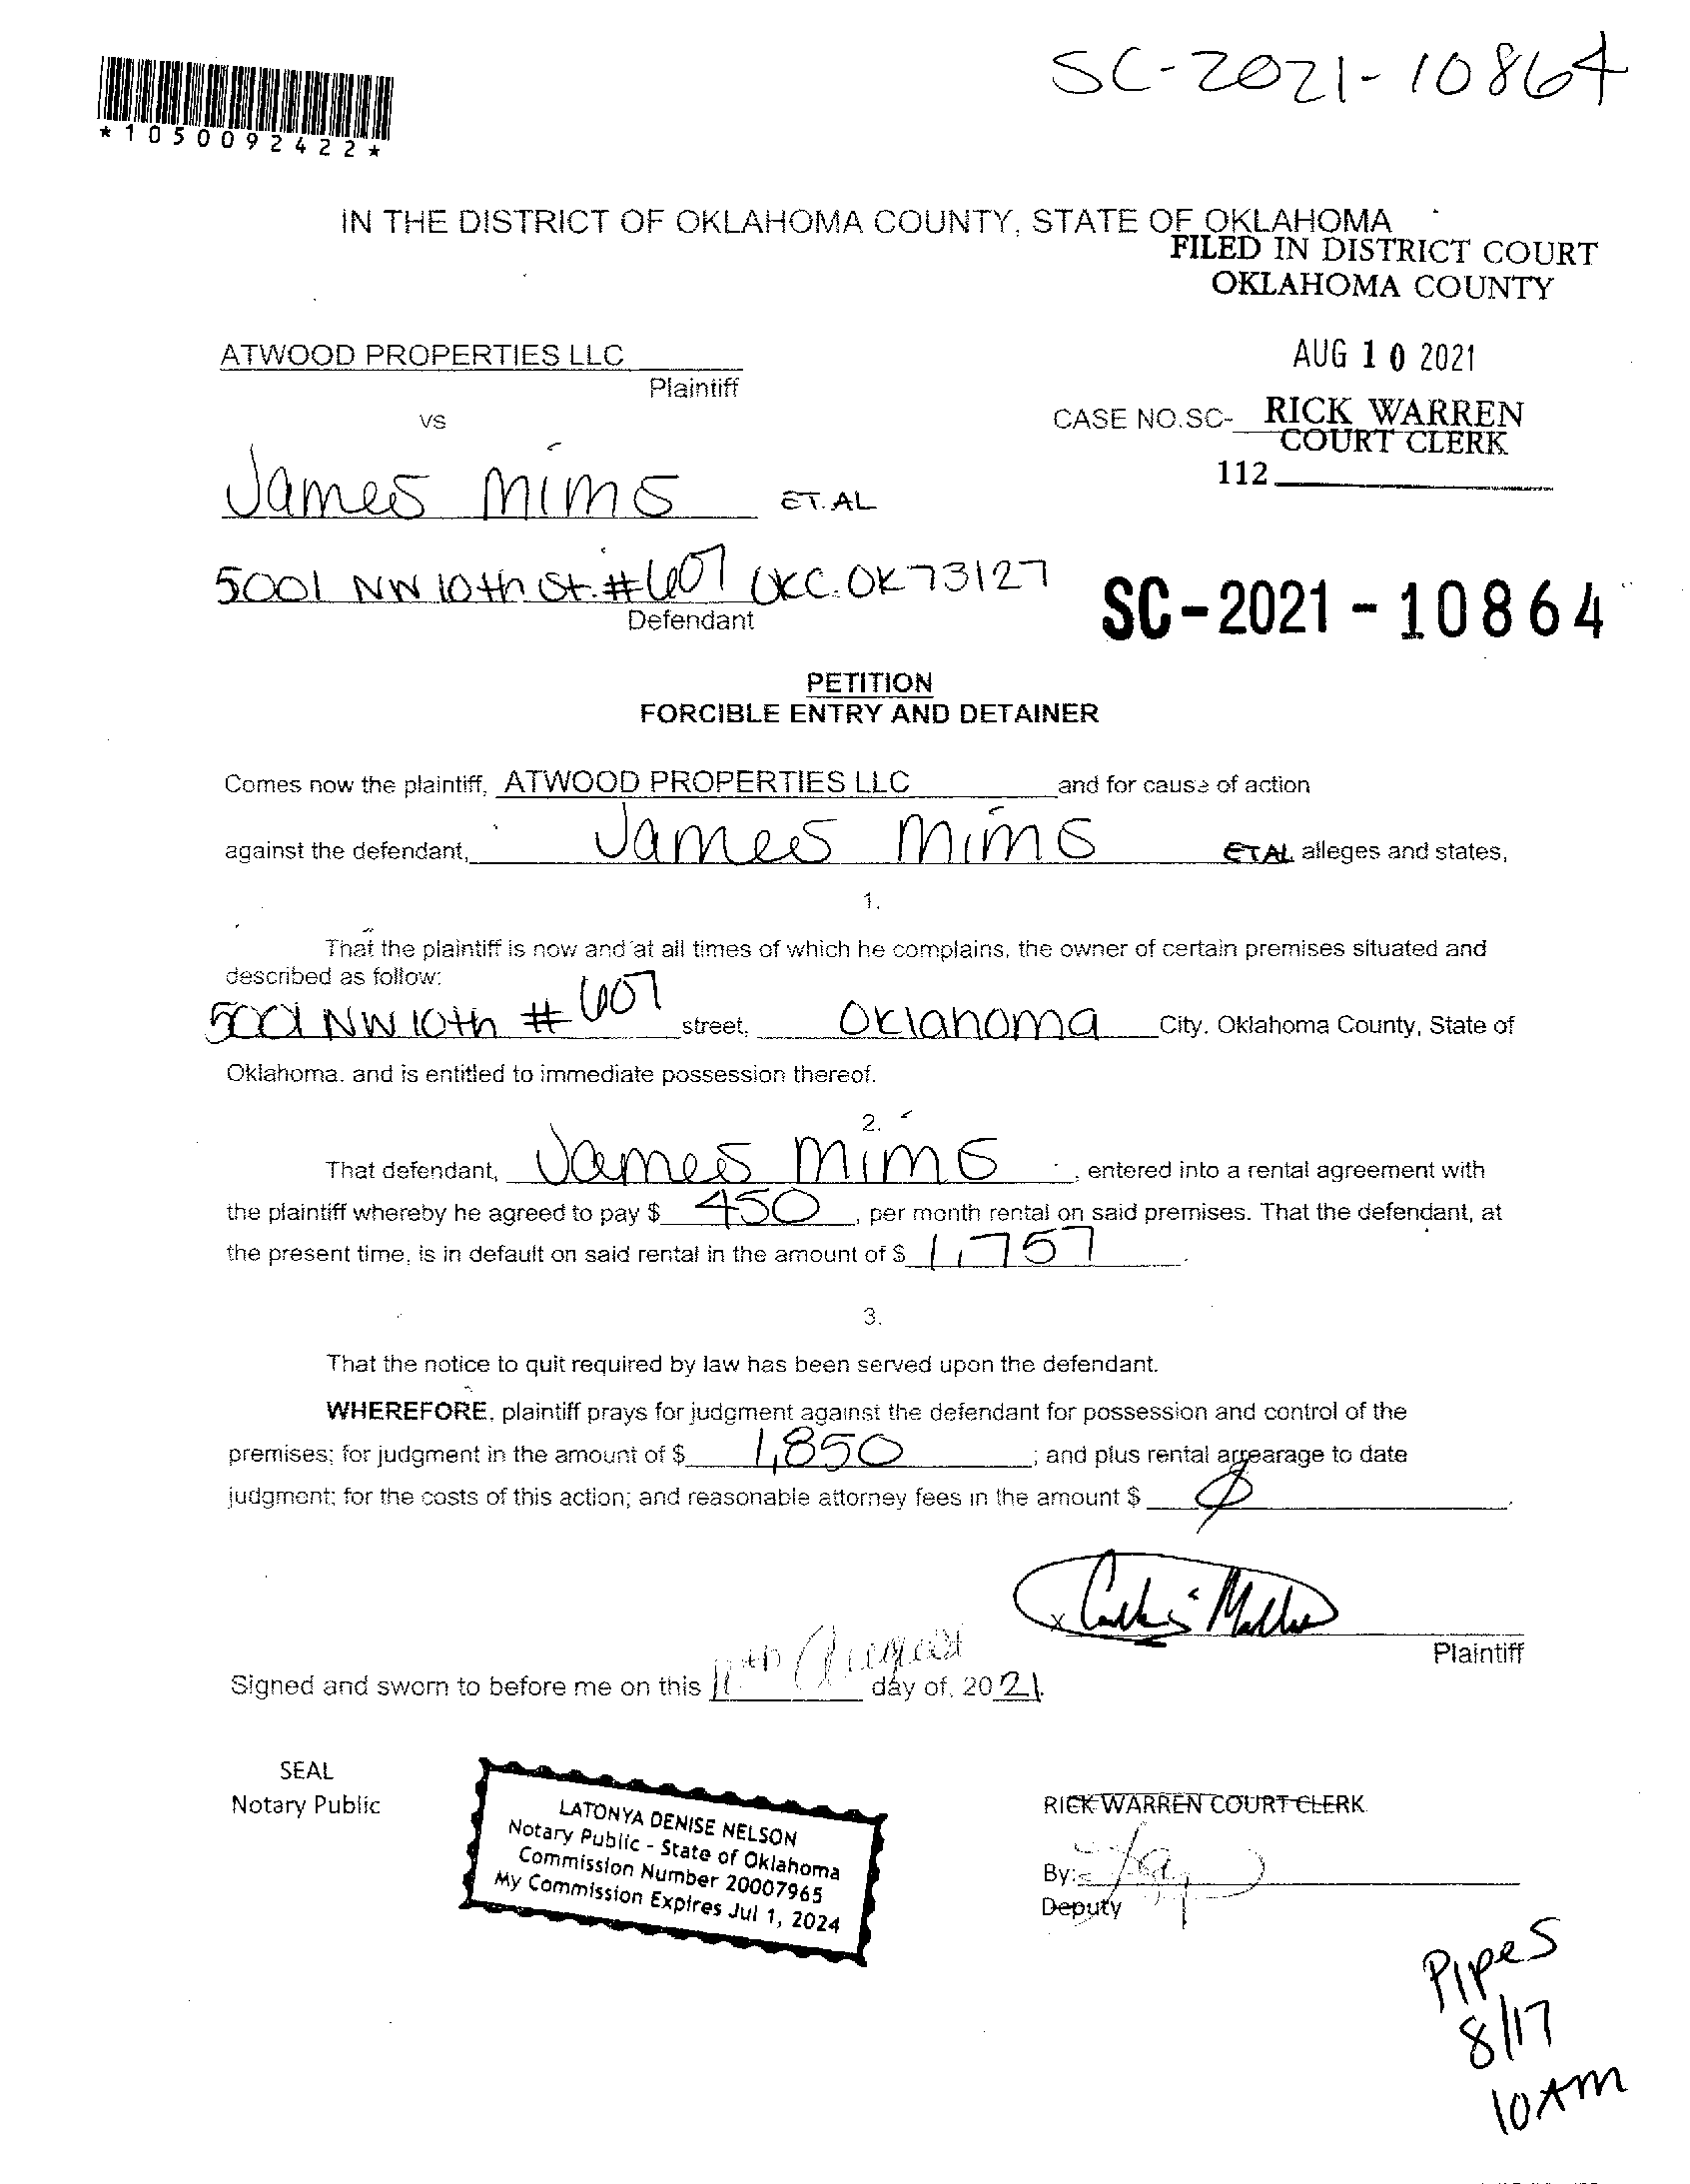 SC-2021-10864
*1050092422*
IN THE DISTRICT OF OKLAHOMA COUNTY, STATE OF OKLAHOMA
FILED IN DISTRICT COURT
OKLAHOMA COUNTY
ATWOOD PROPERTIES LLC
AUG 10 2021
Plaintiff
vs
CASE NO.SC- RICK WARREN
COURT CLERK
112
James Mims ET. AL
5001 NW 10th St. #607 OKC. OK 73127
Defendant
SC-2021-10864
PETITION
FORCIBLE ENTRY AND DETAINER
Comes now the plaintiff, ATWOOD PROPERTIES LLC and for cause of action
against the defendant, James Mims ET AL alleges and states,
1.
That the plaintiff is now and at all times of which he complains, the owner of certain premises situated and
described as follow:
5001 NW 10th #607 street, Oklahoma City. Oklahoma County, State of
Oklahoma. and is entitled to immediate possession thereof.
2.
That defendant, James Mims, entered into a rental agreement with
the plaintiff whereby he agreed to pay $ 450, per month rental on said premises. That the defendant, at
the present time, is in default on said rental in the amount of $ 1,757.
3.
That the notice to quit required by law has been served upon the defendant.
WHEREFORE, plaintiff prays for judgment against the defendant for possession and control of the
premises; for judgment in the amount of $ 1,850; and plus rental arrearage to date
judgment; for the costs of this action; and reasonable attorney fees in the amount $
x
Plaintiff
Signed and sworn to before me on this August day of, 2021.
SEAL
Notary Public
LATONYA DENISE NELSON
Notary Public - State of Oklahoma
Commission Number 20007965
My Commission Expires Jul 1, 2024
RICK WARREN COURT CLERK
By:
Deputy
Pipes
8/17
10 AM